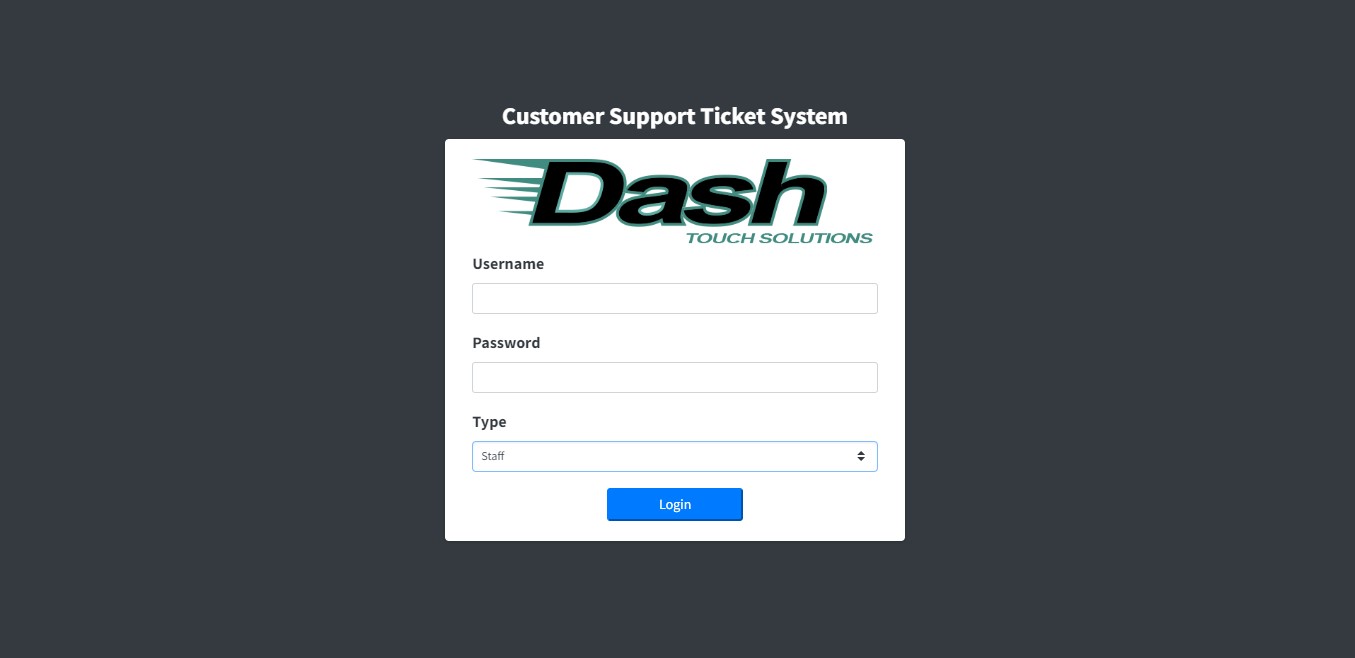 Customer Support Ticket System
Dash
TOUCH SOLUTIONS
Username
Password
Type
Staff
Login